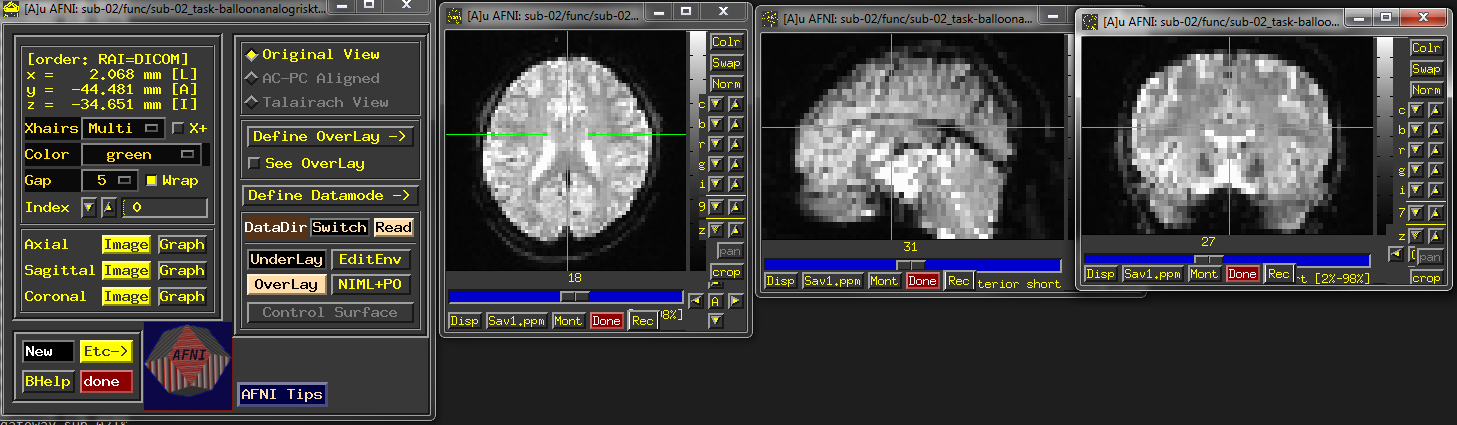 [A]u AFNI: sub-02/func/sub-02_task-balloonanalogriskt...
[order: RAI=DICOM]
x = 2.068 mm [L]
y = -44.481 mm [A]
z = -34.651 mm [I]
Xhairs Multi X+
Color green
Gap 5 Wrap
Index 0
Axial Image Graph
Sagittal Image Graph
Coronal Image Graph
New Etc->
BHelp done
AFNI
Original View
AC-PC Aligned
Talairach View
Define OverLay ->
See OverLay
Define Datamode ->
DataDir Switch Read
UnderLay EditEnv
OverLay NIML+PO
Control Surface
AFNI Tips
[A]u AFNI: sub-02/func/sub-02...
Colr
Swap
Norm
c
b
r
g
i
9
z
pan
crop
18
A
Disp Sav1.ppm Mont Done Rec 8%]
[A]u AFNI: sub-02/func/sub-02_task-balloona...
31
Disp Sav1.ppm Mont Done Rec terior short
[A]u AFNI: sub-02/func/sub-02_task-balloo...
Colr
Swap
Norm
c
b
r
g
i
7
z
pan
crop
27
Disp Sav1.ppm Mont Done Rec t [2%-98%]